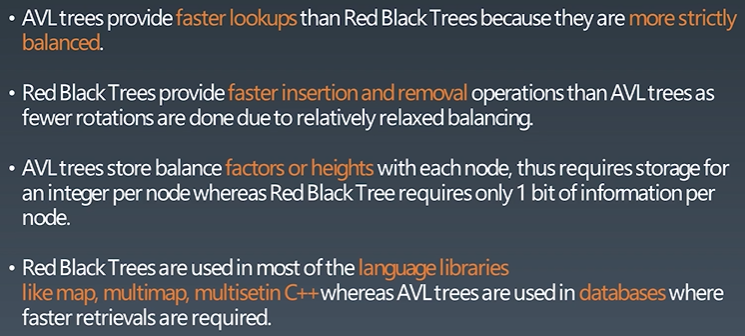 • AVL trees provide faster lookups than Red Black Trees because they are more strictly
balanced.
• Red Black Trees provide faster insertion and removal operations than AVL trees as
fewer rotations are done due to relatively relaxed balancing.
• AVL trees store balance factors or heights with each node, thus requires storage for
an integer per node whereas Red Black Tree requires only 1 bit of information per
node.
• Red Black Trees are used in most of the language libraries
like map, multimap, multisetin C++ whereas AVL trees are used in databases where
faster retrievals are required.